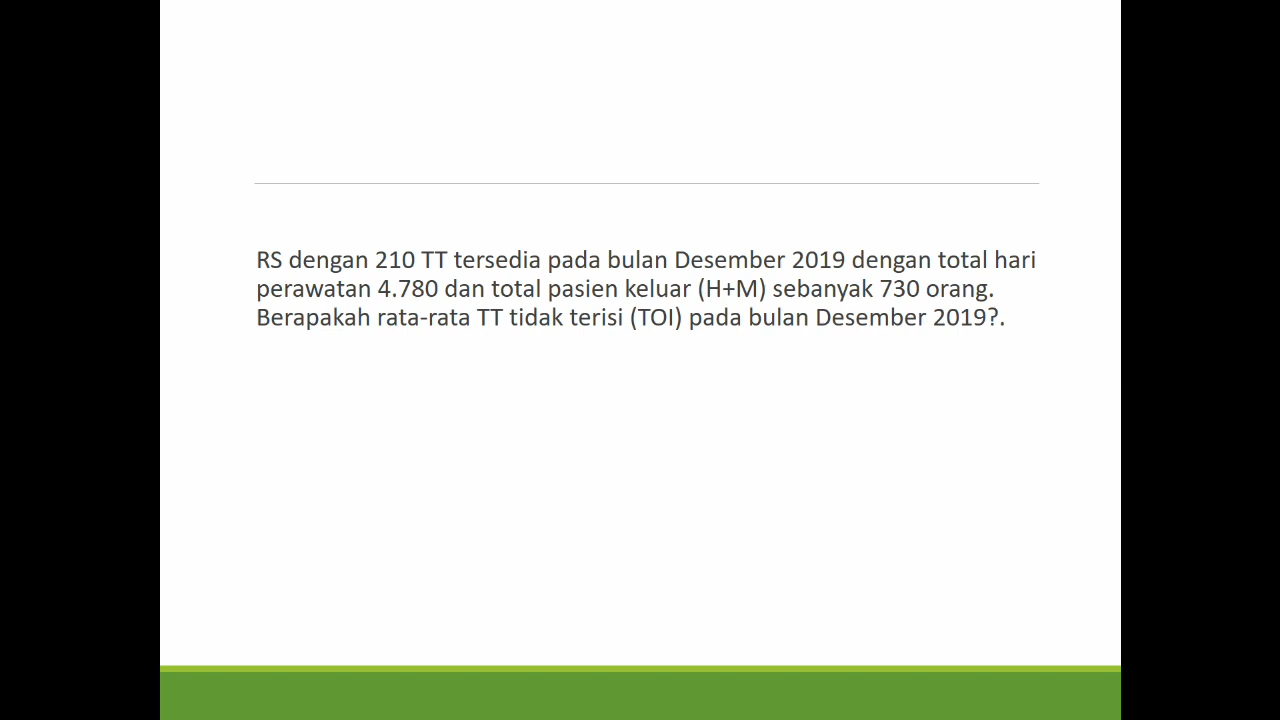 RS dengan 210 TT tersedia pada bulan Desember 2019 dengan total hari
perawatan 4.780 dan total pasien keluar (H+M) sebanyak 730 orang.
Berapakah rata-rata TT tidak terisi (TOI) pada bulan Desember 2019?.